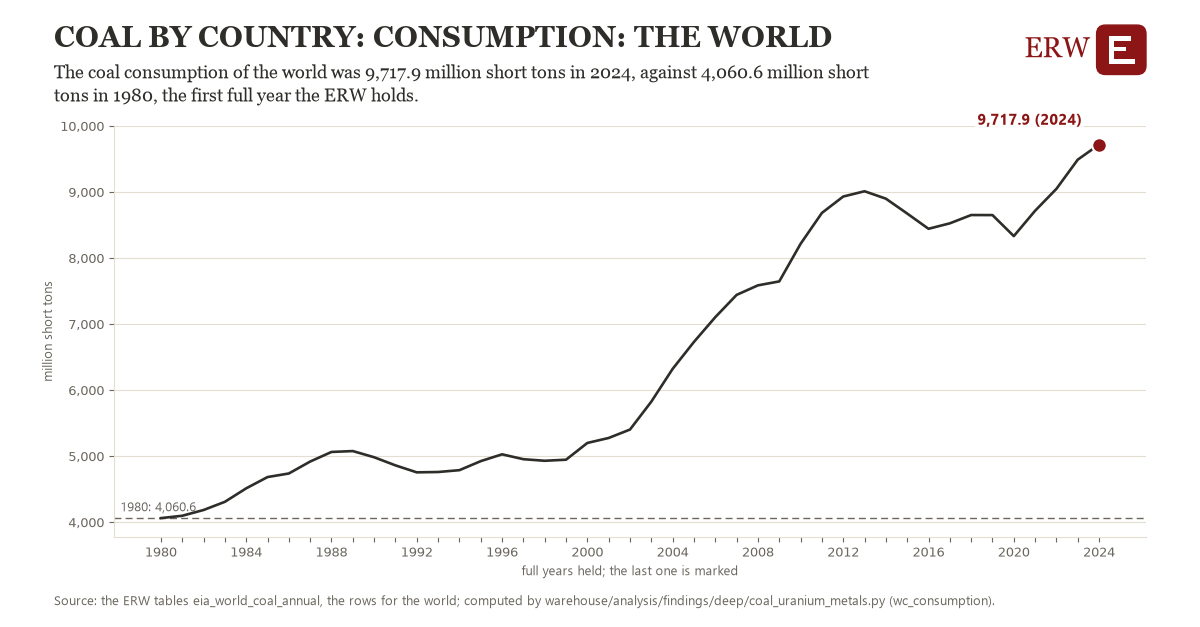 COAL BY COUNTRY: CONSUMPTION: THE WORLD
ERW E
The coal consumption of the world was 9,717.9 million short tons in 2024, against 4,060.6 million short
tons in 1980, the first full year the ERW holds.
9,717.9 (2024)
10,000
9,000
8,000
7,000
6,000
5,000
4,000
million short tons
1980: 4,060.6
1980 1984 1988 1992 1996 2000 2004 2008 2012 2016 2020 2024
full years held; the last one is marked
Source: the ERW tables eia_world_coal_annual, the rows for the world; computed by warehouse/analysis/findings/deep/coal_uranium_metals.py (wc_consumption).